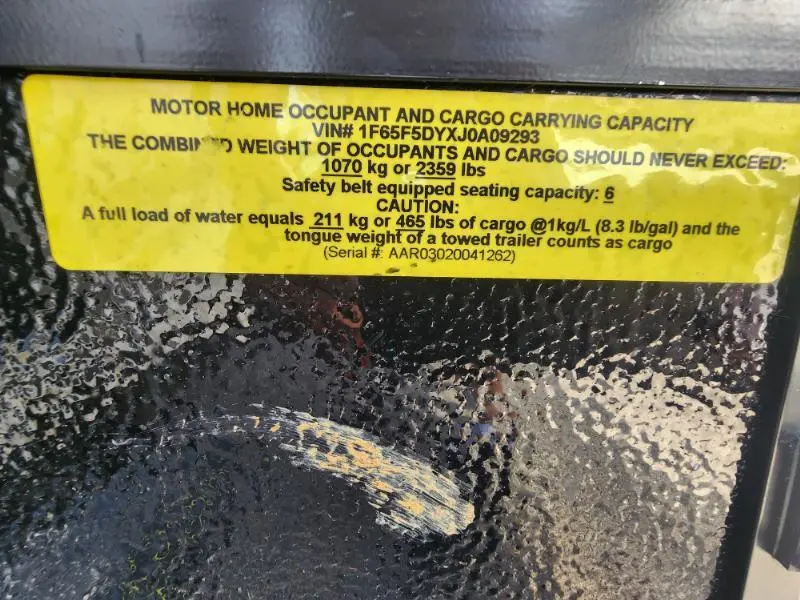 MOTOR HOME OCCUPANT AND CARGO CARRYING CAPACITY
VIN# 1F65F5DYXJ0A09293
THE COMBINED WEIGHT OF OCCUPANTS AND CARGO SHOULD NEVER EXCEED:
1070 kg or 2359 lbs
Safety belt equipped seating capacity: 6
CAUTION:
A full load of water equals 211 kg or 465 lbs of cargo @1kg/L (8.3 lb/gal) and the
tongue weight of a towed trailer counts as cargo
(Serial #: AAR03020041262)